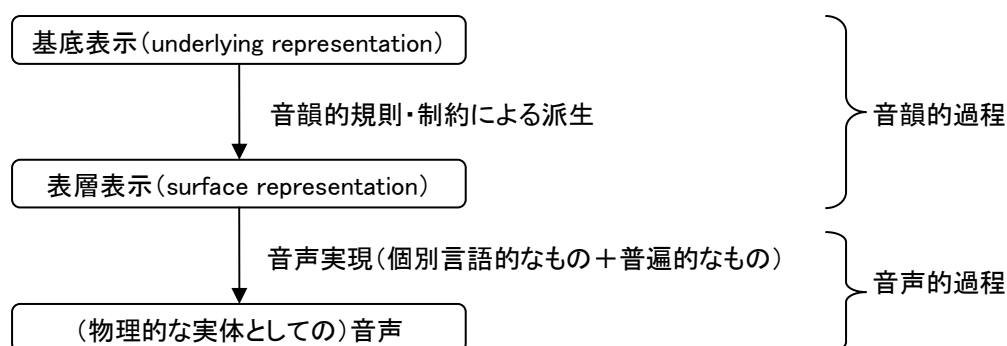 基底表示（underlying representation）
音韻的規則・制約による派生
音韻的過程
表層表示（surface representation）
音声実現（個別言語的なもの＋普遍的なもの）
音声的過程
（物理的な実体としての）音声